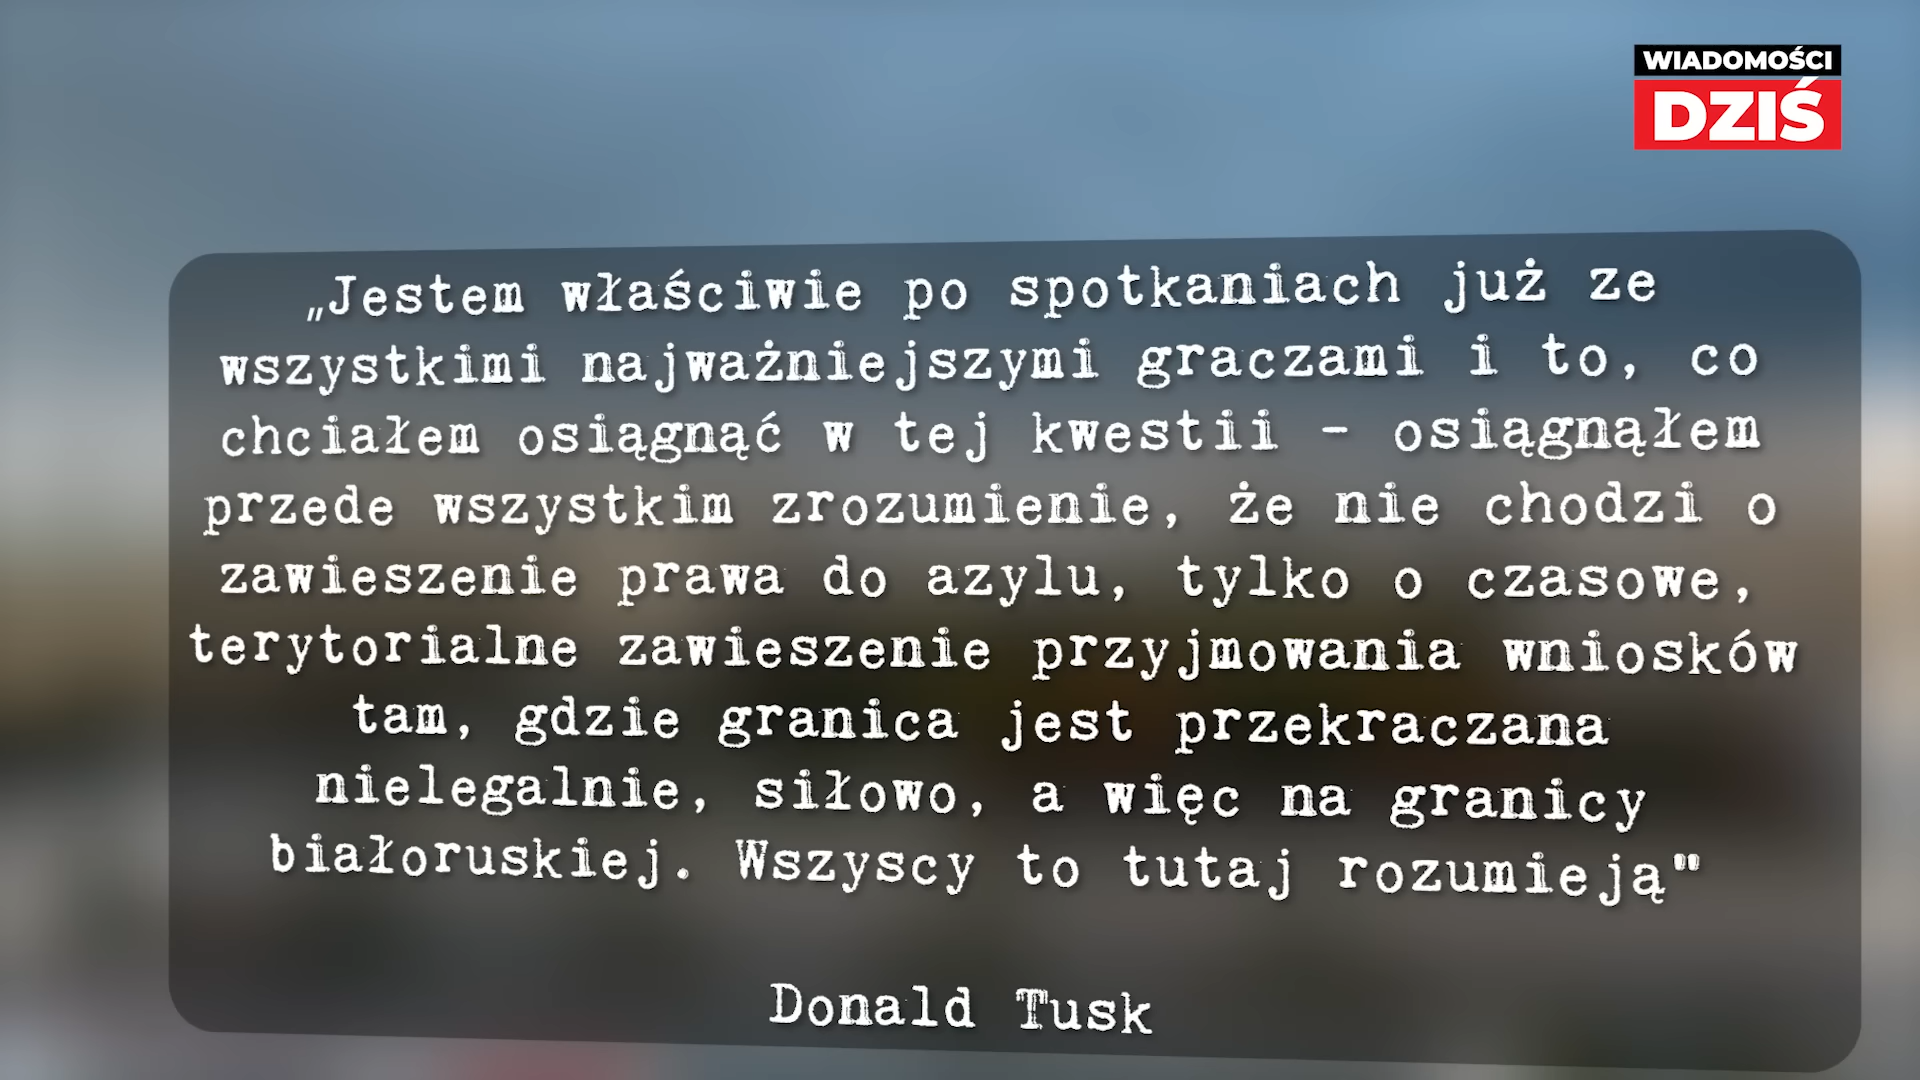 WIADOMOŚCI
DZIŚ
„Jestem właściwie po spotkaniach już ze
wszystkimi najważniejszymi graczami i to, co
chciałem osiągnąć w tej kwestii - osiągnąłem
przede wszystkim zrozumienie, że nie chodzi o
zawieszenie prawa do azylu, tylko o czasowe,
terytorialne zawieszenie przyjmowania wniosków
tam, gdzie granica jest przekraczana
nielegalnie, siłowo, a więc na granicy
białoruskiej. Wszyscy to tutaj rozumieją"
Donald Tusk